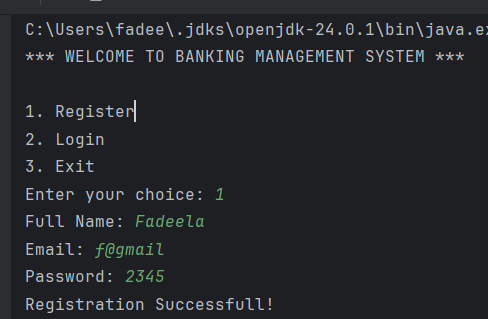 C:\Users\fadee\.jdks\openjdk-24.0.1\bin\java.ex
*** WELCOME TO BANKING MANAGEMENT SYSTEM ***
1. Register
2. Login
3. Exit
Enter your choice: 1
Full Name: Fadeela
Email: f@gmail
Password: 2345
Registration Successfull!